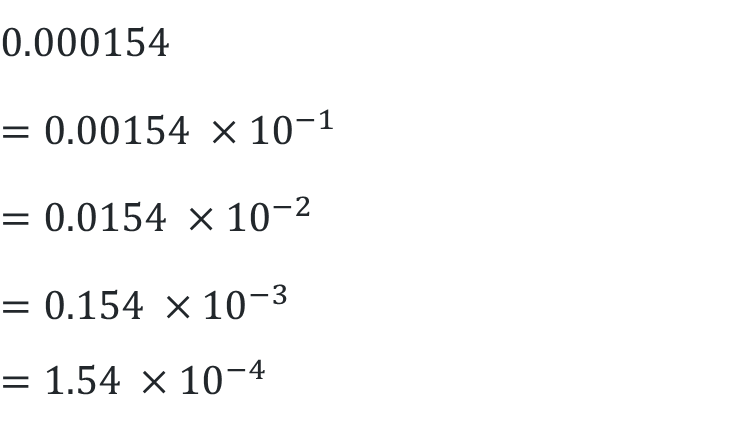 0.000154
= 0.00154 × 10⁻¹
= 0.0154 × 10⁻²
= 0.154 × 10⁻³
= 1.54 × 10⁻⁴